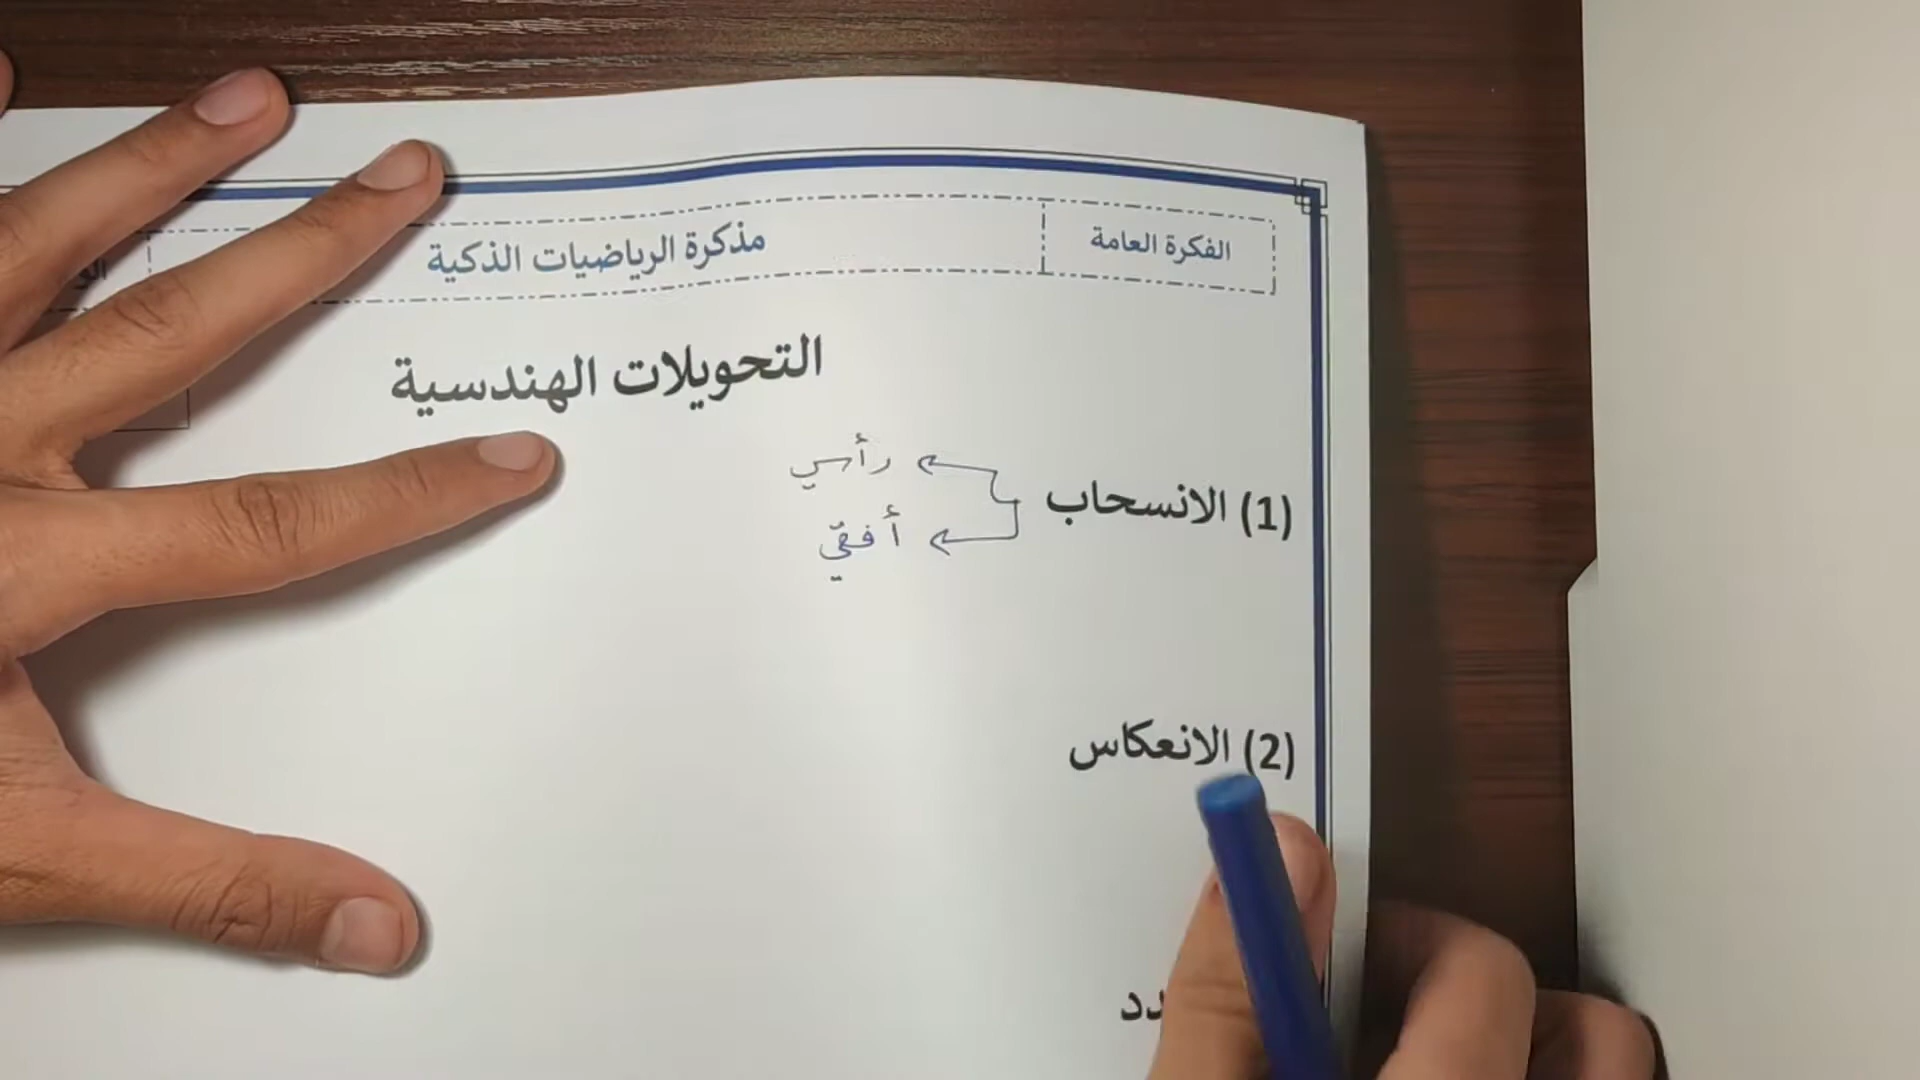 الفكرة العامة
مذكرة الرياضيات الذكية
التحويلات الهندسية
(1) الانسحاب
رأسي
أفقيّ
(2) الانعكاس